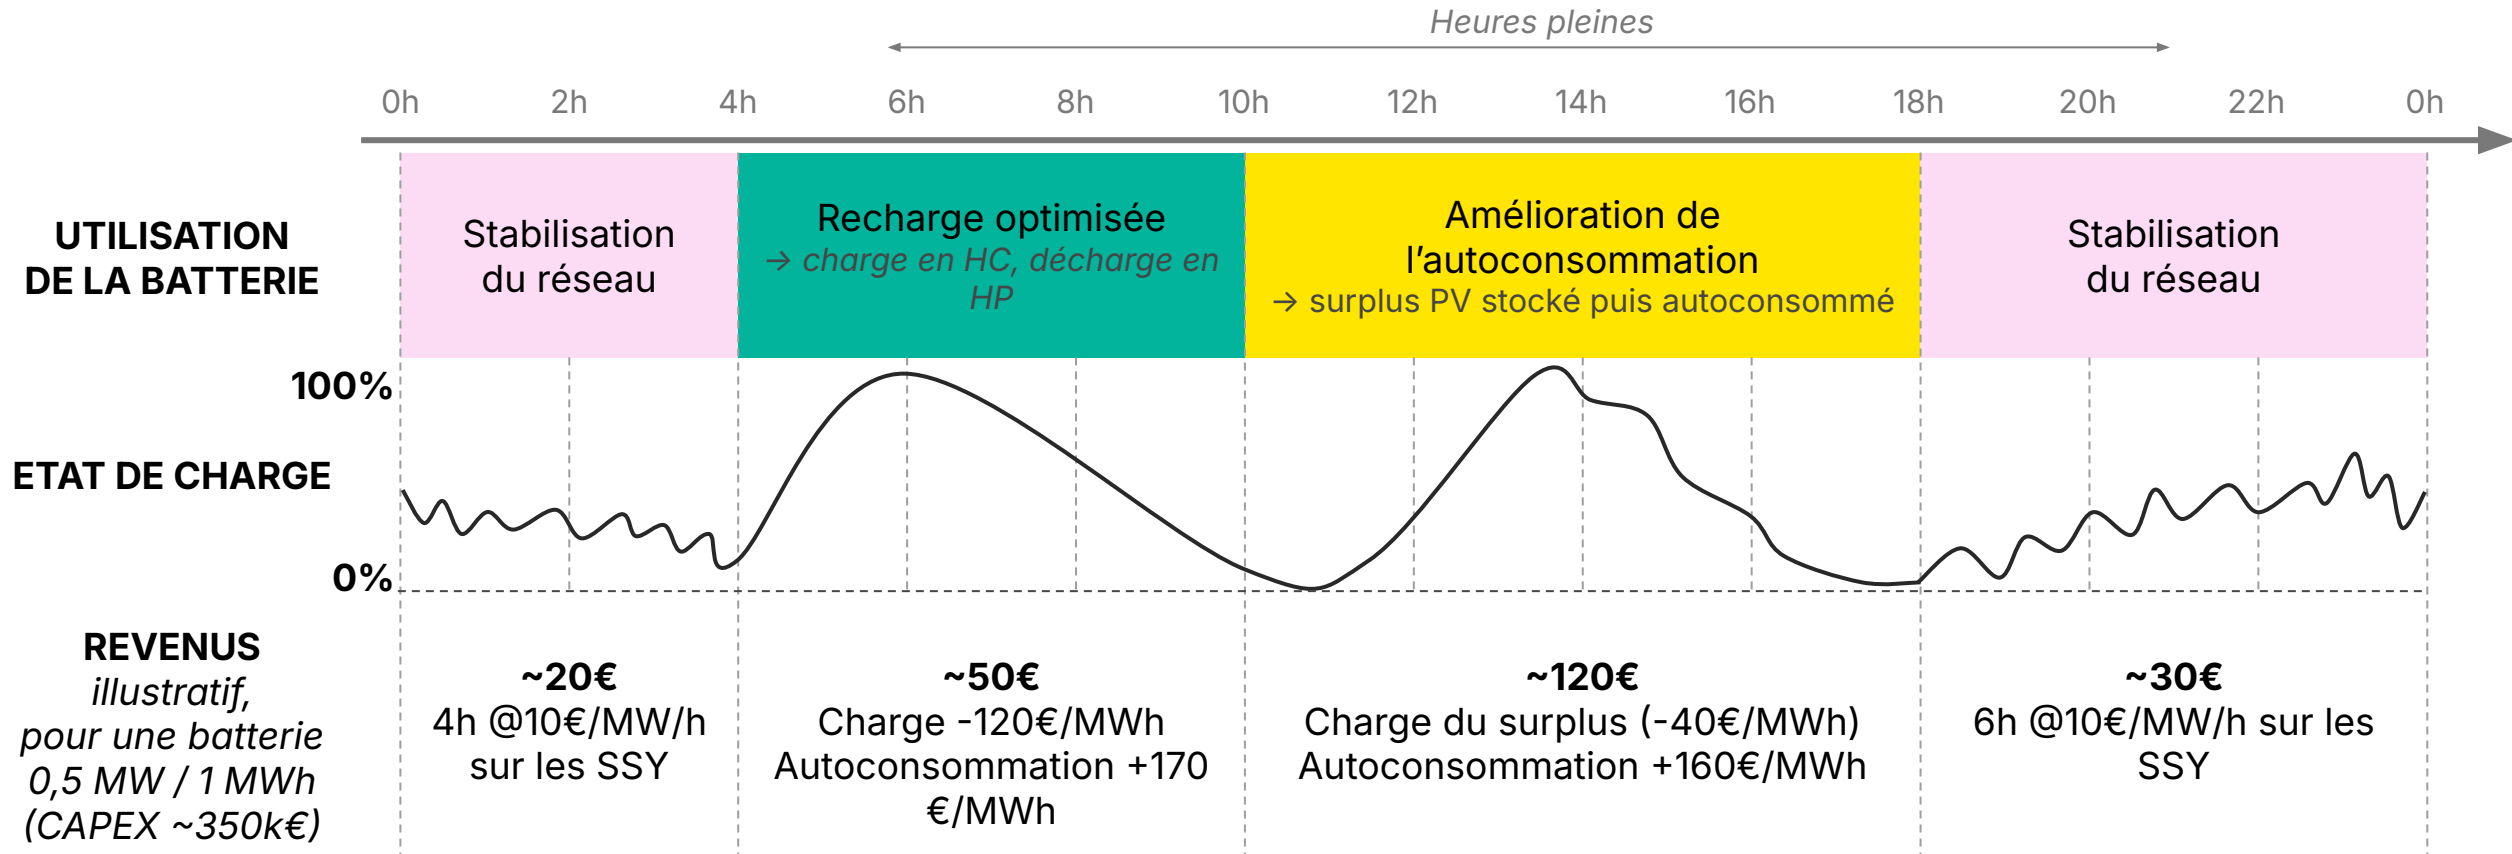 Heures pleines
0h 2h 4h 6h 8h 10h 12h 14h 16h 18h 20h 22h 0h
UTILISATION
DE LA BATTERIE
Stabilisation
du réseau
Recharge optimisée
→ charge en HC, décharge en
HP
Amélioration de
l’autoconsommation
→ surplus PV stocké puis autoconsommé
Stabilisation
du réseau
100%
ETAT DE CHARGE
0%
REVENUS
illustratif,
pour une batterie
0,5 MW / 1 MWh
(CAPEX ~350k€)
~20€
4h @10€/MW/h
sur les SSY
~50€
Charge -120€/MWh
Autoconsommation +170
€/MWh
~120€
Charge du surplus (-40€/MWh)
Autoconsommation +160€/MWh
~30€
6h @10€/MW/h sur les
SSY